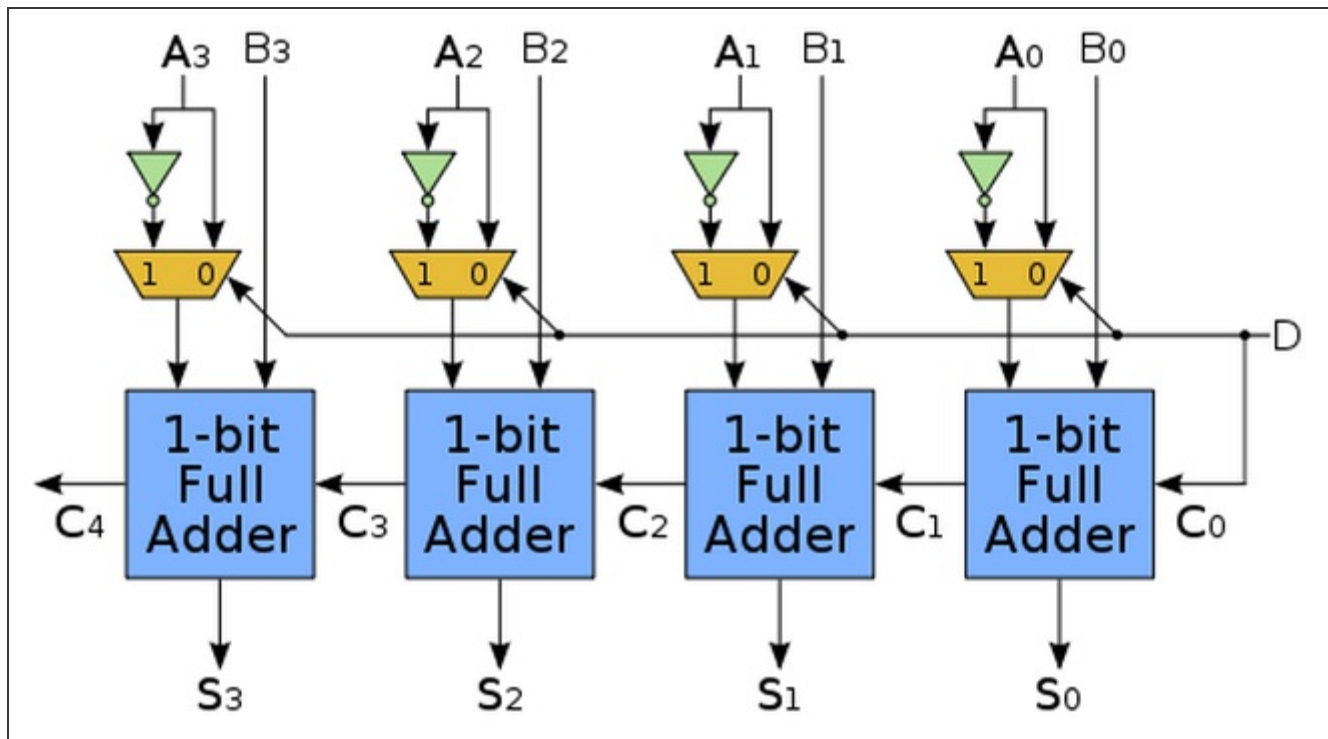 A3 B3 A2 B2 A1 B1 A0 B0
1 0 1 0 1 0 1 0
D
1-bit Full Adder
1-bit Full Adder
1-bit Full Adder
1-bit Full Adder
C4 C3 C2 C1 C0
S3 S2 S1 S0